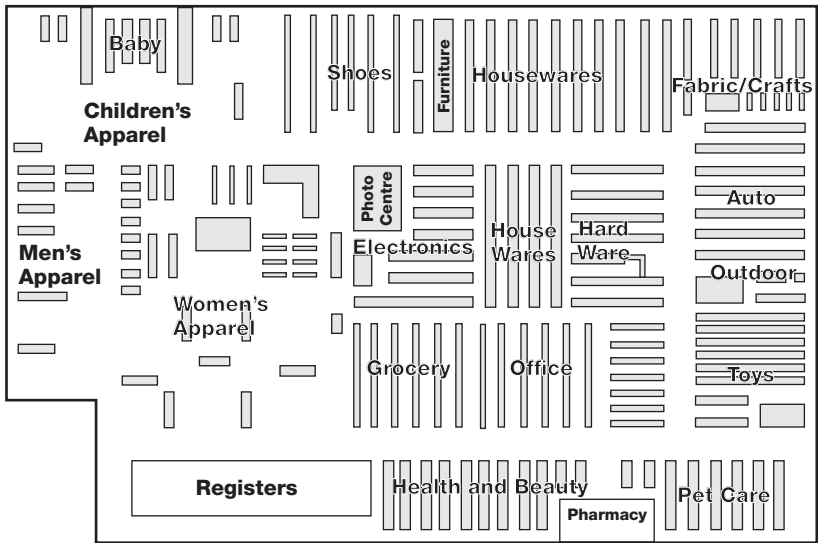 Baby
Shoes
Furniture
Housewares
Fabric/Crafts
Children's
Apparel
Photo
Centre
Auto
Men's
Apparel
Electronics
House
Wares
Hard
Ware
Outdoor
Women's
Apparel
Grocery
Office
Toys
Registers
Health and Beauty
Pharmacy
Pet Care